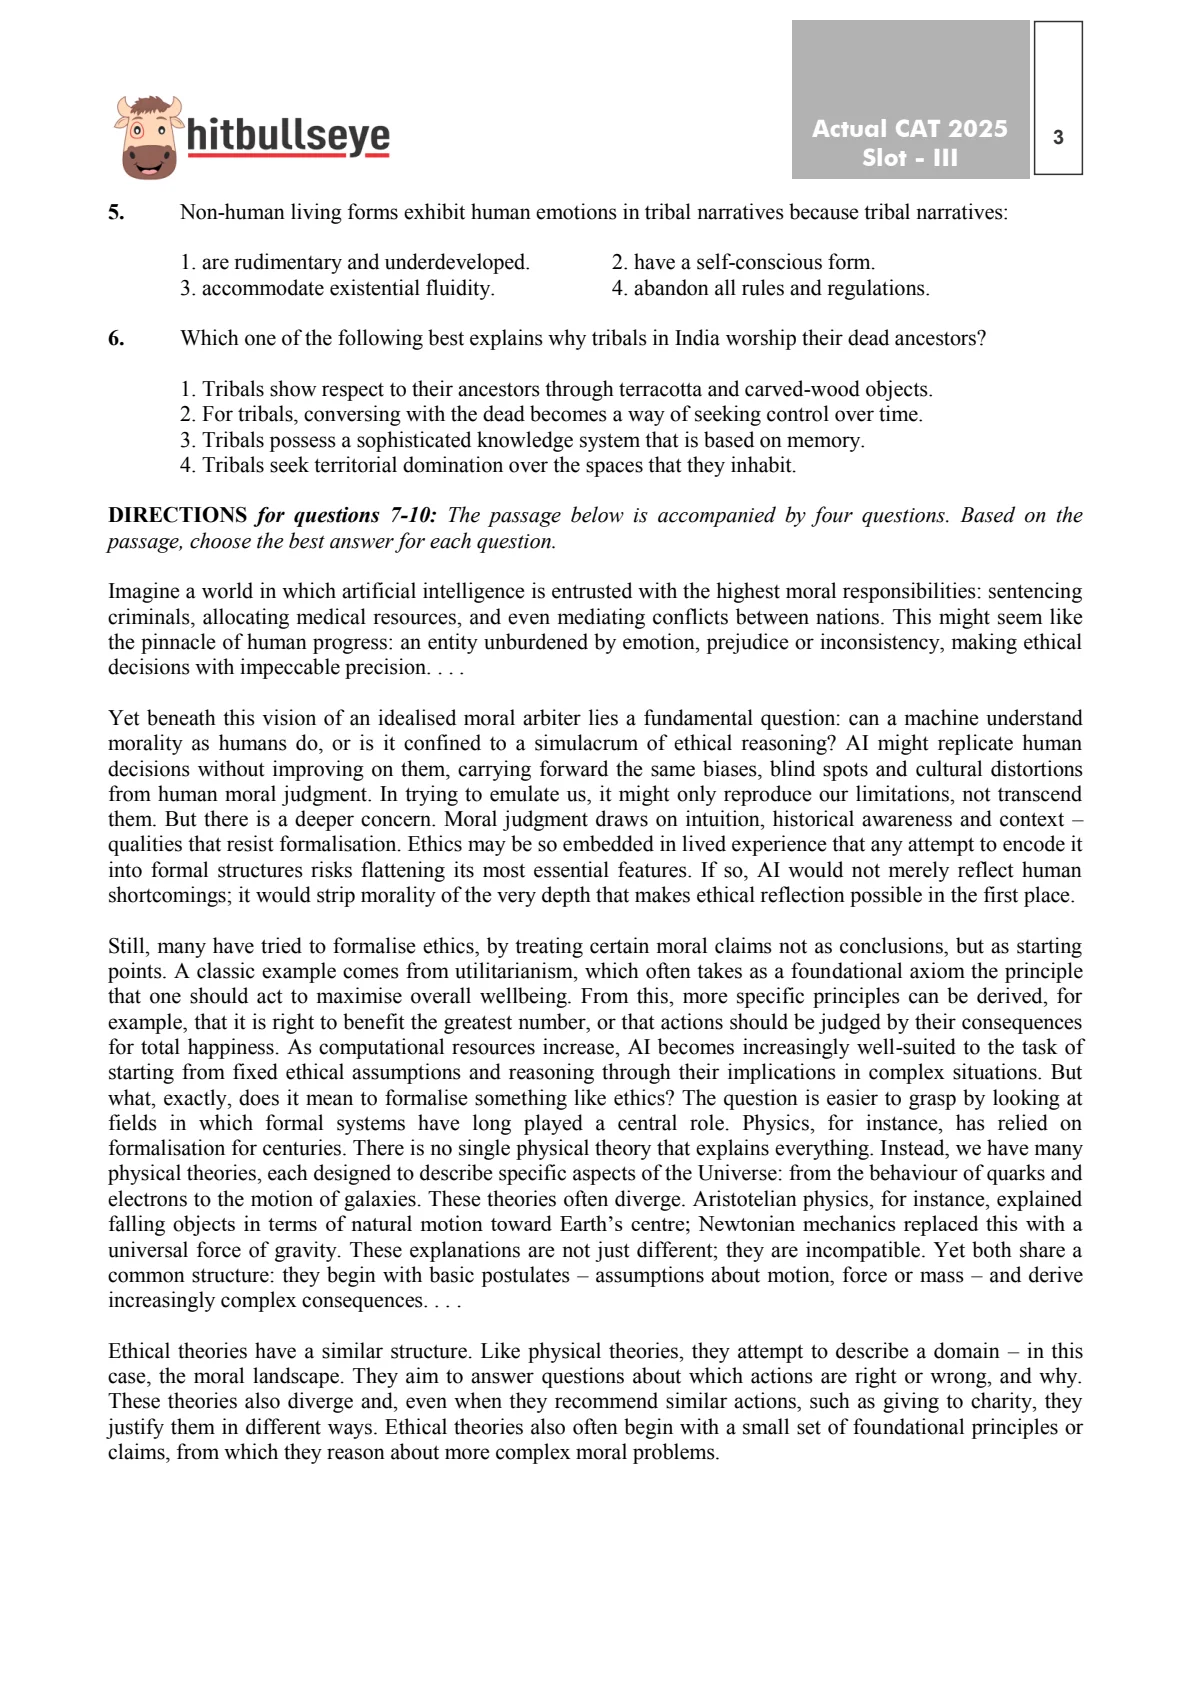 hitbullseye
Actual CAT 2025
Slot - III
3
5. Non-human living forms exhibit human emotions in tribal narratives because tribal narratives:
1. are rudimentary and underdeveloped. 2. have a self-conscious form.
3. accommodate existential fluidity. 4. abandon all rules and regulations.
6. Which one of the following best explains why tribals in India worship their dead ancestors?
1. Tribals show respect to their ancestors through terracotta and carved-wood objects.
2. For tribals, conversing with the dead becomes a way of seeking control over time.
3. Tribals possess a sophisticated knowledge system that is based on memory.
4. Tribals seek territorial domination over the spaces that they inhabit.
DIRECTIONS for questions 7-10: The passage below is accompanied by four questions. Based on the
passage, choose the best answer for each question.
Imagine a world in which artificial intelligence is entrusted with the highest moral responsibilities: sentencing
criminals, allocating medical resources, and even mediating conflicts between nations. This might seem like
the pinnacle of human progress: an entity unburdened by emotion, prejudice or inconsistency, making ethical
decisions with impeccable precision. . . .
Yet beneath this vision of an idealised moral arbiter lies a fundamental question: can a machine understand
morality as humans do, or is it confined to a simulacrum of ethical reasoning? AI might replicate human
decisions without improving on them, carrying forward the same biases, blind spots and cultural distortions
from human moral judgment. In trying to emulate us, it might only reproduce our limitations, not transcend
them. But there is a deeper concern. Moral judgment draws on intuition, historical awareness and context –
qualities that resist formalisation. Ethics may be so embedded in lived experience that any attempt to encode it
into formal structures risks flattening its most essential features. If so, AI would not merely reflect human
shortcomings; it would strip morality of the very depth that makes ethical reflection possible in the first place.
Still, many have tried to formalise ethics, by treating certain moral claims not as conclusions, but as starting
points. A classic example comes from utilitarianism, which often takes as a foundational axiom the principle
that one should act to maximise overall wellbeing. From this, more specific principles can be derived, for
example, that it is right to benefit the greatest number, or that actions should be judged by their consequences
for total happiness. As computational resources increase, AI becomes increasingly well-suited to the task of
starting from fixed ethical assumptions and reasoning through their implications in complex situations. But
what, exactly, does it mean to formalise something like ethics? The question is easier to grasp by looking at
fields in which formal systems have long played a central role. Physics, for instance, has relied on
formalisation for centuries. There is no single physical theory that explains everything. Instead, we have many
physical theories, each designed to describe specific aspects of the Universe: from the behaviour of quarks and
electrons to the motion of galaxies. These theories often diverge. Aristotelian physics, for instance, explained
falling objects in terms of natural motion toward Earth’s centre; Newtonian mechanics replaced this with a
universal force of gravity. These explanations are not just different; they are incompatible. Yet both share a
common structure: they begin with basic postulates – assumptions about motion, force or mass – and derive
increasingly complex consequences. . . .
Ethical theories have a similar structure. Like physical theories, they attempt to describe a domain – in this
case, the moral landscape. They aim to answer questions about which actions are right or wrong, and why.
These theories also diverge and, even when they recommend similar actions, such as giving to charity, they
justify them in different ways. Ethical theories also often begin with a small set of foundational principles or
claims, from which they reason about more complex moral problems.